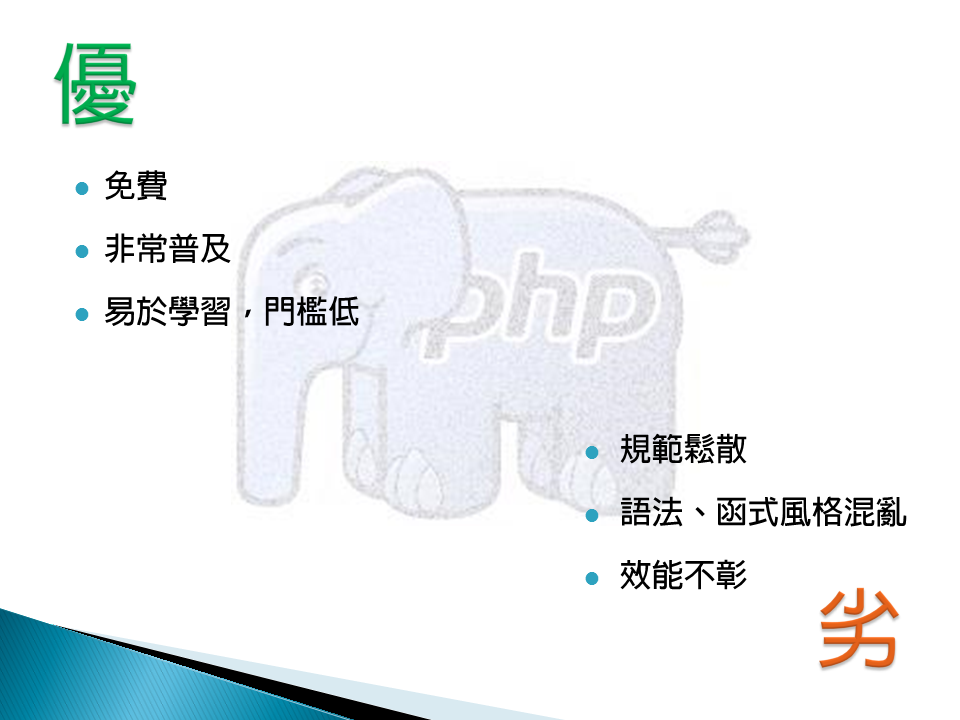 優
免費
非常普及
易於學習，門檻低
php
規範鬆散
語法、函式風格混亂
效能不彰
劣